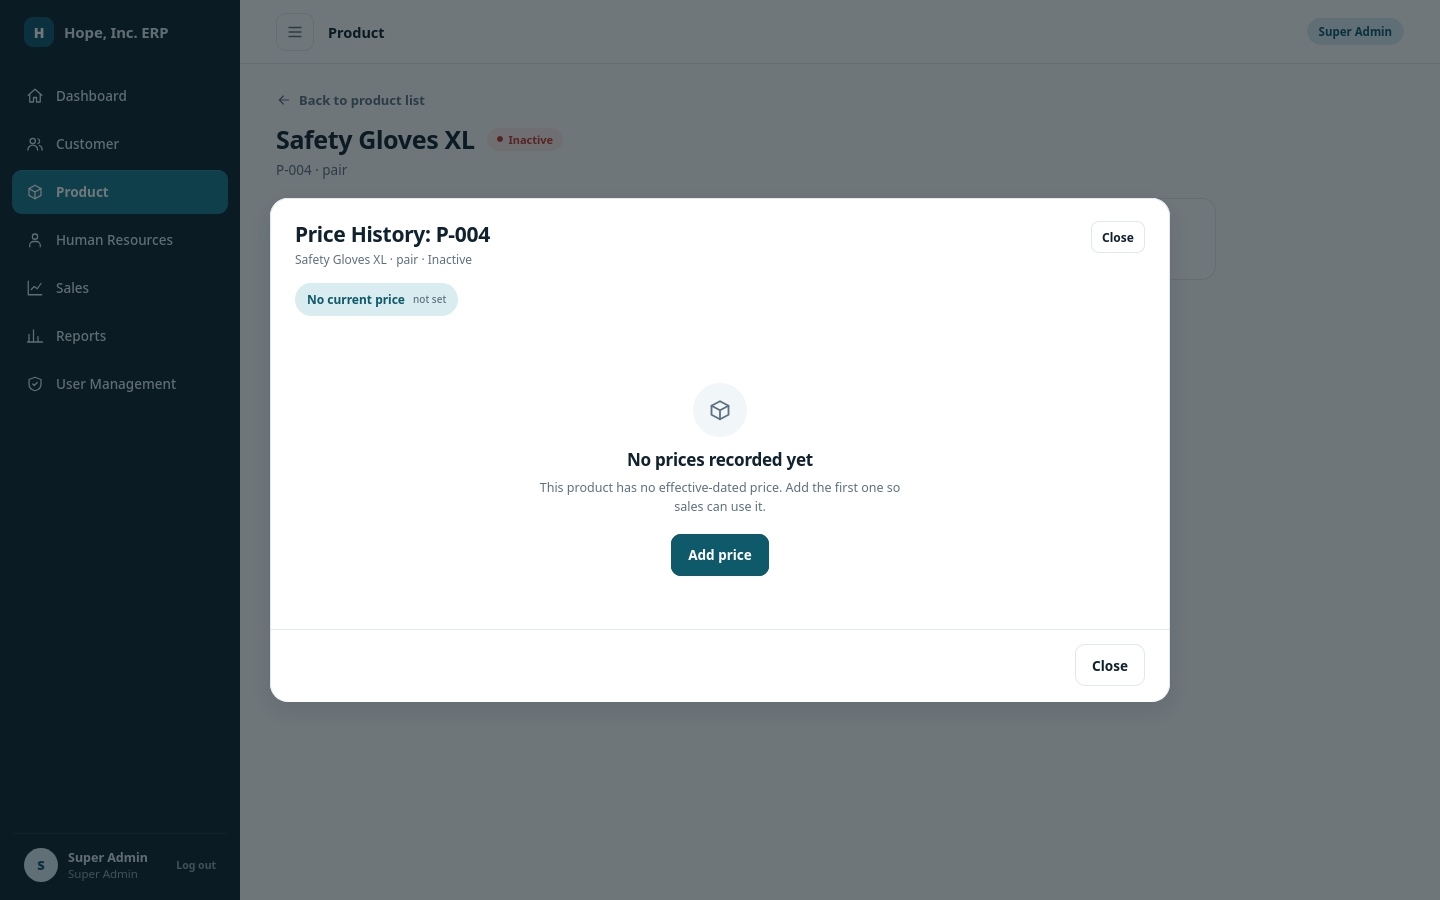 H
Hope, Inc. ERP
Dashboard
Customer
Product
Human Resources
Sales
Reports
User Management
S
Super Admin
Super Admin
Log out
Product
Super Admin
Back to product list
Safety Gloves XL
Inactive
P-004 · pair
Price History: P-004
Safety Gloves XL · pair · Inactive
Close
No current price not set
No prices recorded yet
This product has no effective-dated price. Add the first one so
sales can use it.
Add price
Close